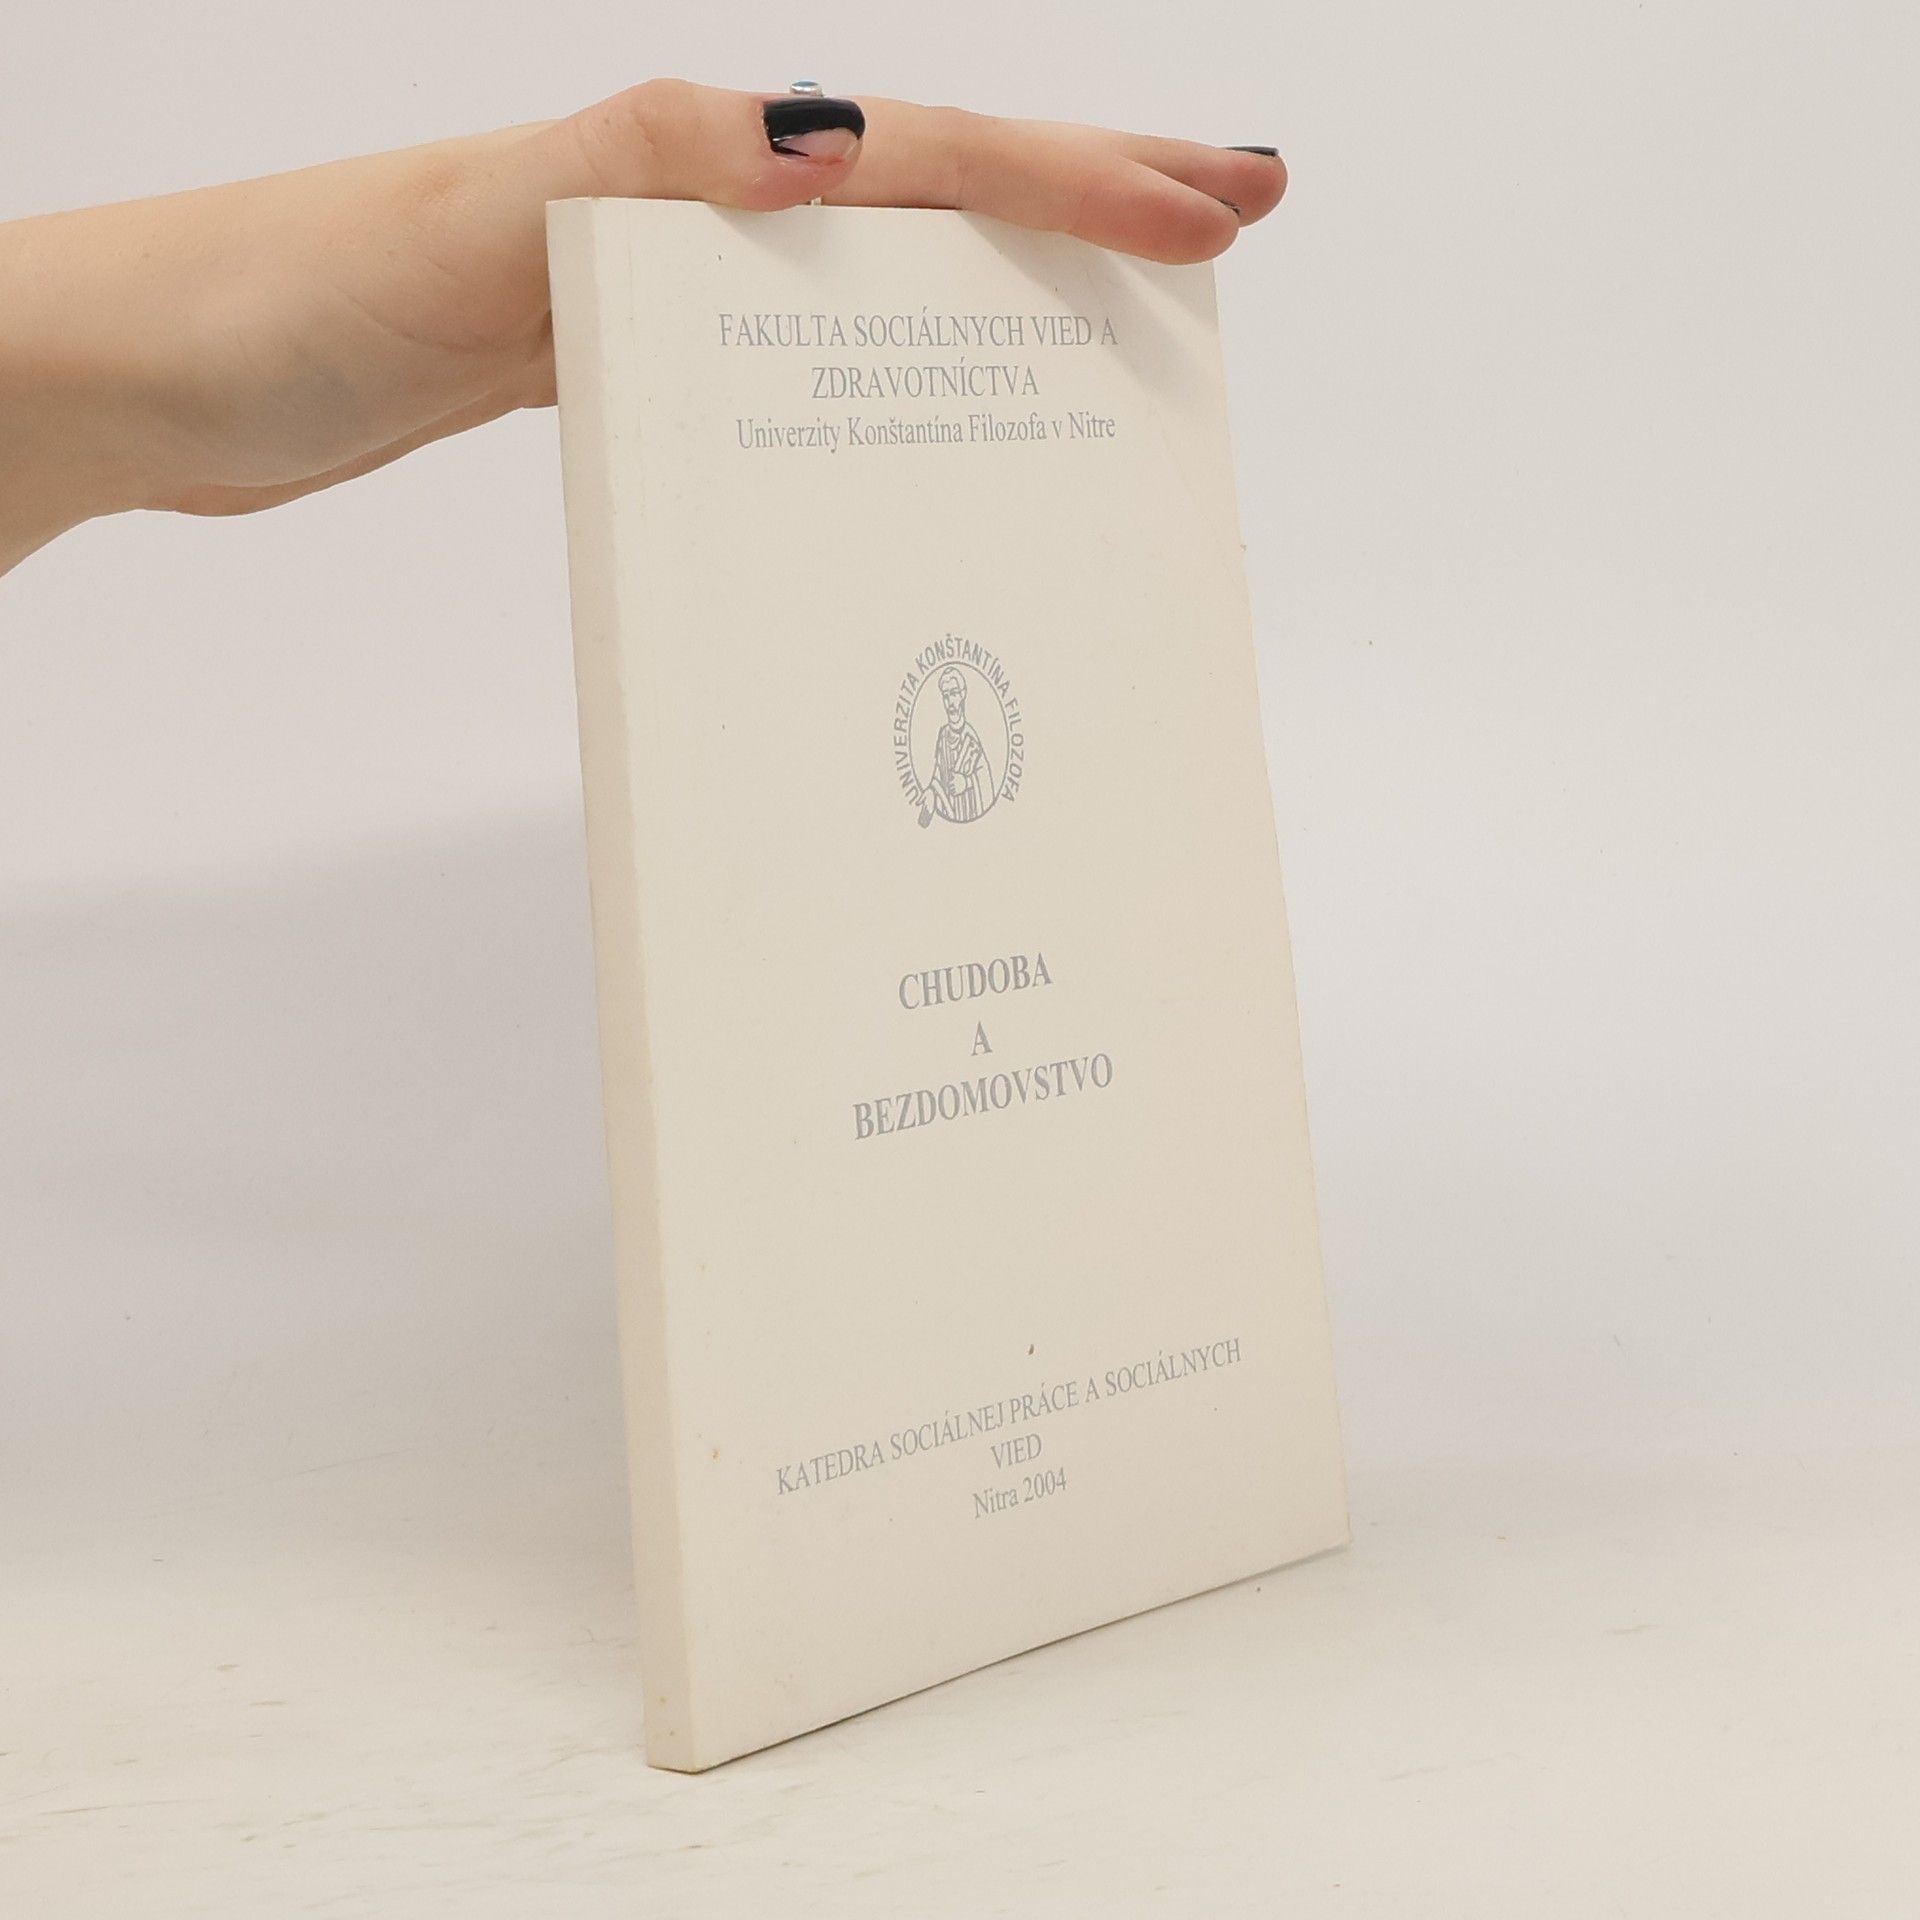 FAKULTA SOCIÁLNYCH VIED A
ZDRAVOTNÍCTVA
Univerzity Konštantína Filozofa v Nitre
UNIVERZITA KONŠTANTÍNA FILOZOFA
CHUDOBA
A
BEZDOMOVSTVO
KATEDRA SOCIÁLNEJ PRÁCE A SOCIÁLNYCH
VIED
Nitra 2004